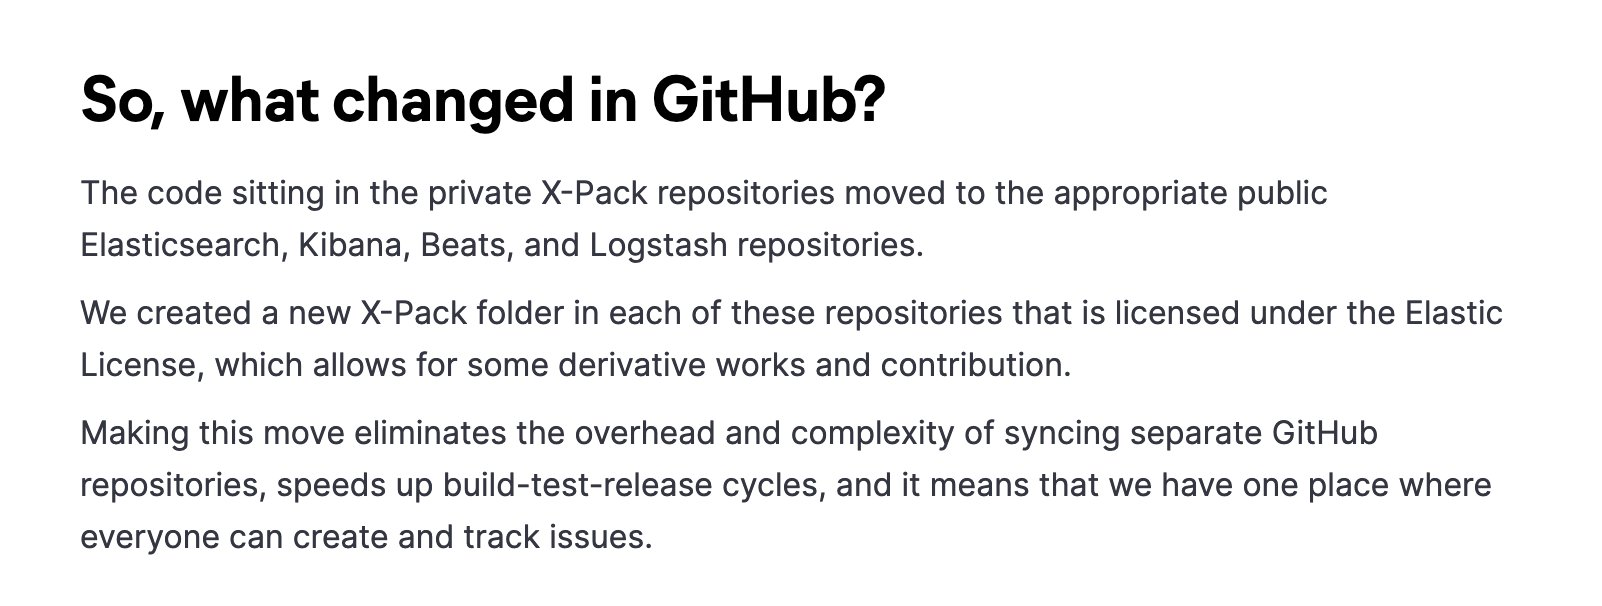 So, what changed in GitHub?
The code sitting in the private X-Pack repositories moved to the appropriate public
Elasticsearch, Kibana, Beats, and Logstash repositories.
We created a new X-Pack folder in each of these repositories that is licensed under the Elastic
License, which allows for some derivative works and contribution.
Making this move eliminates the overhead and complexity of syncing separate GitHub
repositories, speeds up build-test-release cycles, and it means that we have one place where
everyone can create and track issues.